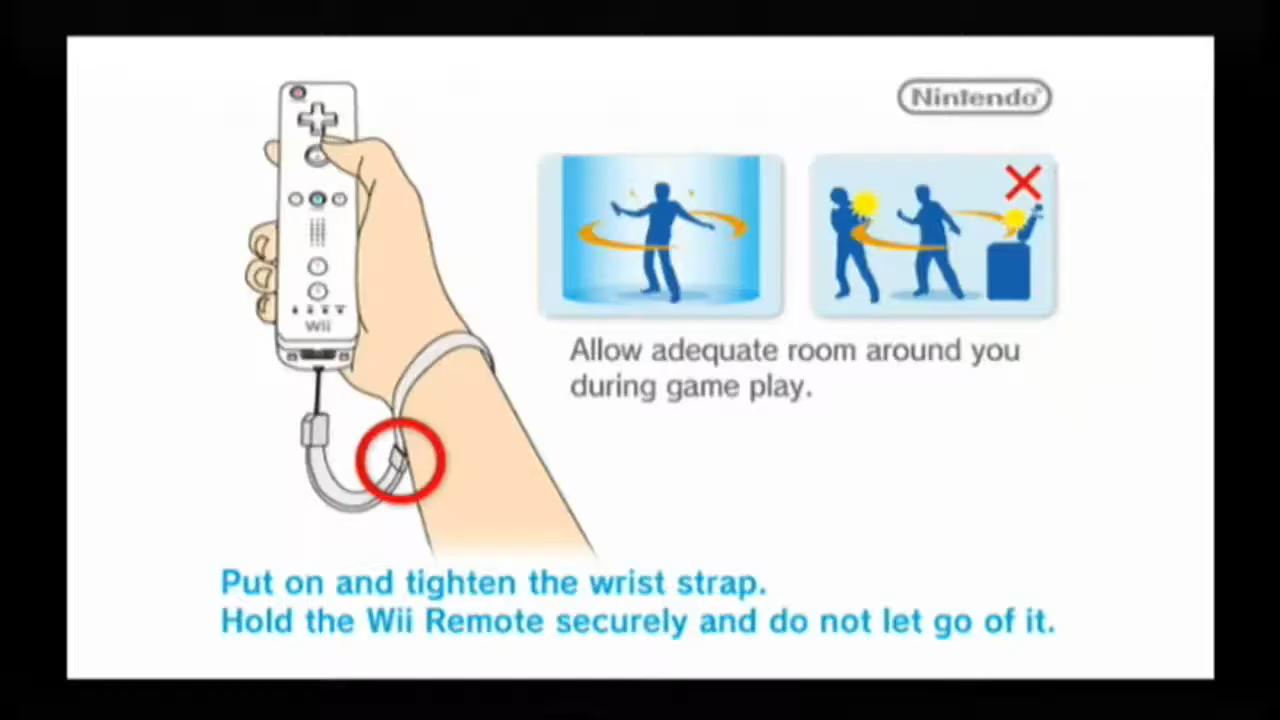 Nintendo
Wii
Allow adequate room around you
during game play.
Put on and tighten the wrist strap.
Hold the Wii Remote securely and do not let go of it.